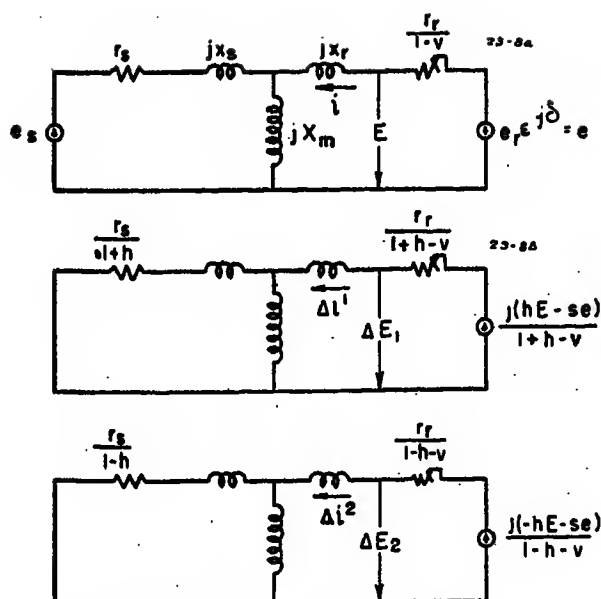 r_s
jx_s
jx_r
r_r/1-v
23-8a
i
e_s
jX_m
E
e_r ε^jδ = e
r_s/1+h
r_r/1+h-v
23-8b
Δi^1
ΔE_1
j(hE-se)/1+h-v
r_s/1-h
r_r/1-h-v
Δi^2
ΔE_2
j(-hE-se)/1-h-v